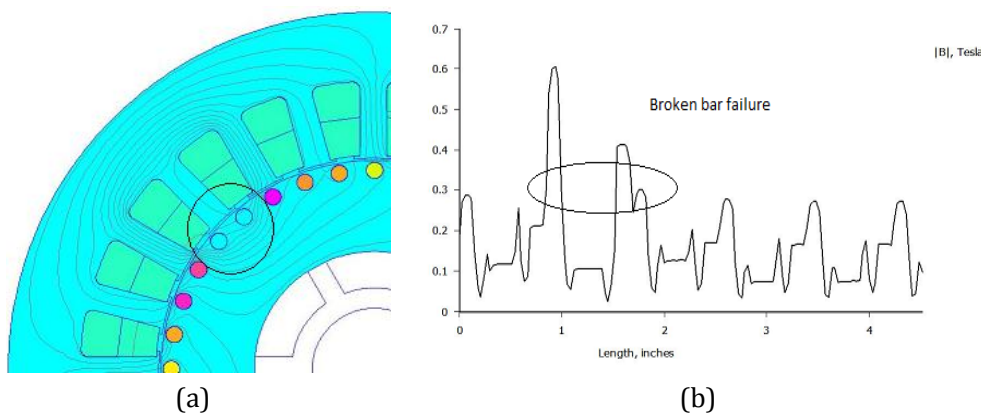 0.7
0.6
0.5
0.4
0.3
0.2
0.1
0
0
1
2
3
4
|B|, Tesla
Broken bar failure
Length, inches
(a)
(b)